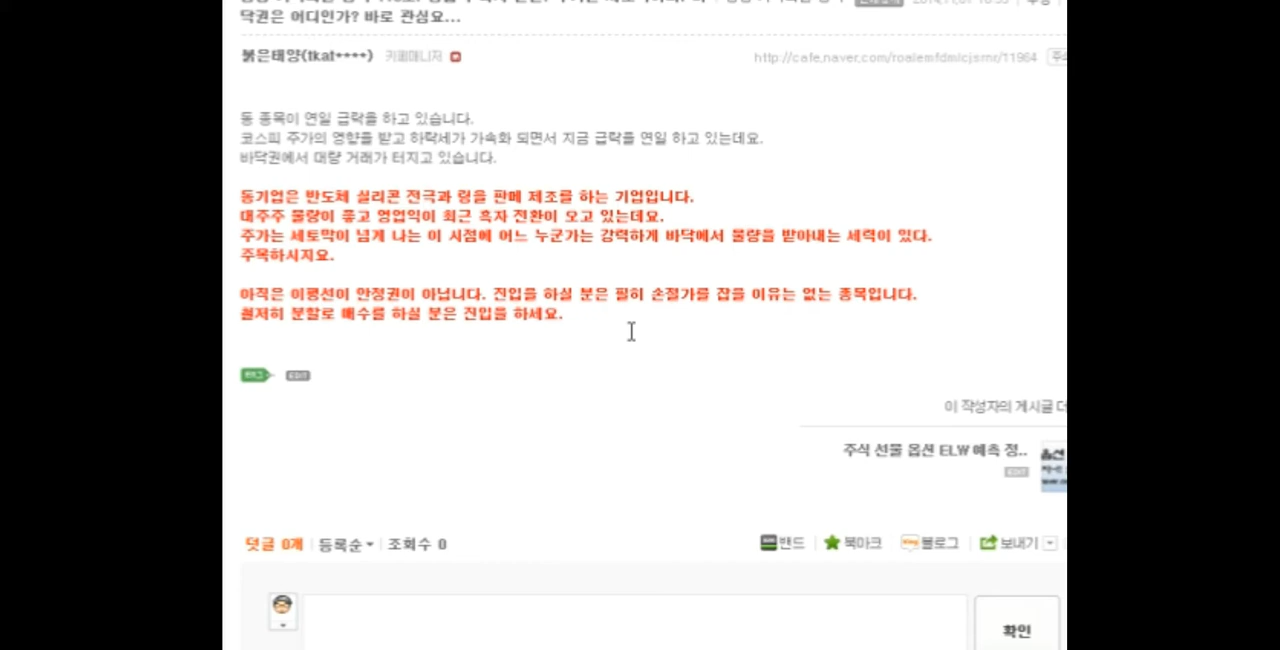 닥권은 어디인가? 바로 관심요...
붉은태양(tkat****) 카페매니저
http://cafe.naver.com/roalemfdmlcjsrnr/11964
동 종목이 연일 급락을 하고 있습니다.
코스피 주가의 영향을 받고 하락세가 가속화 되면서 지금 급락을 연일 하고 있는데요.
바닥권에서 대량 거래가 터지고 있습니다.
동기업은 반도체 실리콘 전극과 링을 판매 제조를 하는 기업입니다.
대주주 물량이 좋고 영업익이 최근 흑자 전환이 오고 있는데요.
주가는 세토막이 넘게 나는 이 시점에 어느 누군가는 강력하게 바닥에서 물량을 받아내는 세력이 있다.
주목하시지요.
아직은 이평선이 안정권이 아닙니다. 진입을 하실 분은 필히 손절가를 잡을 이유는 없는 종목입니다.
철저히 분할로 매수를 하실 분은 진입을 하세요.
태그 EDIT
이 작성자의 게시글 더
주식 선물 옵션 ELW 예측 정..
EDIT
덧글 0개 등록순 조회수 0
밴드 북마크 블로그 보내기
확인